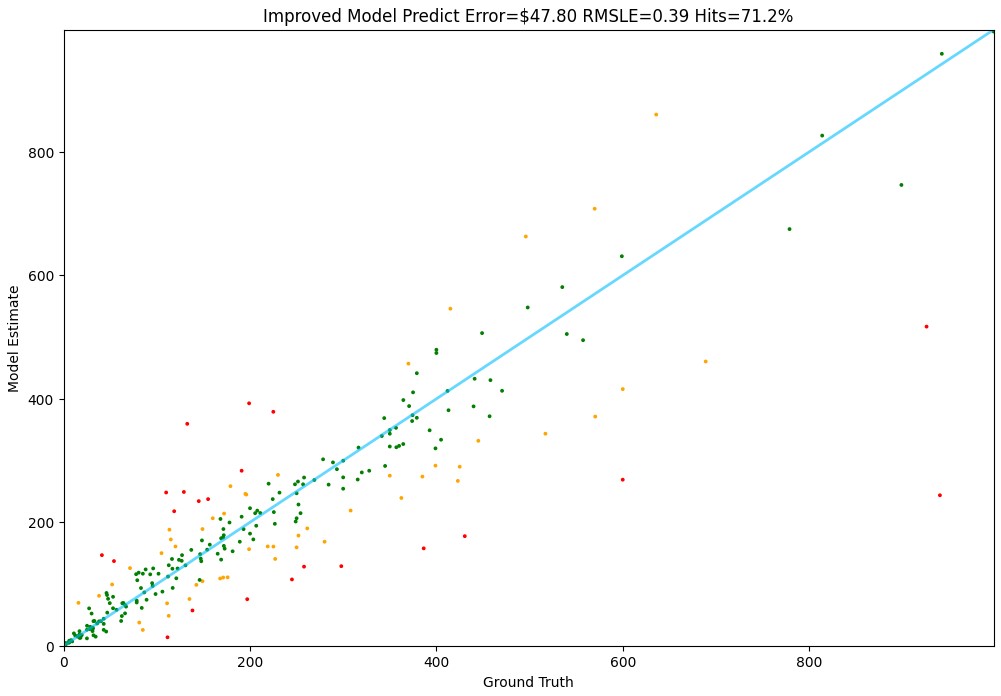 Improved Model Predict Error=$47.80 RMSLE=0.39 Hits=71.2%
800
600
400
200
0
Model Estimate
0 200 400 600 800
Ground Truth